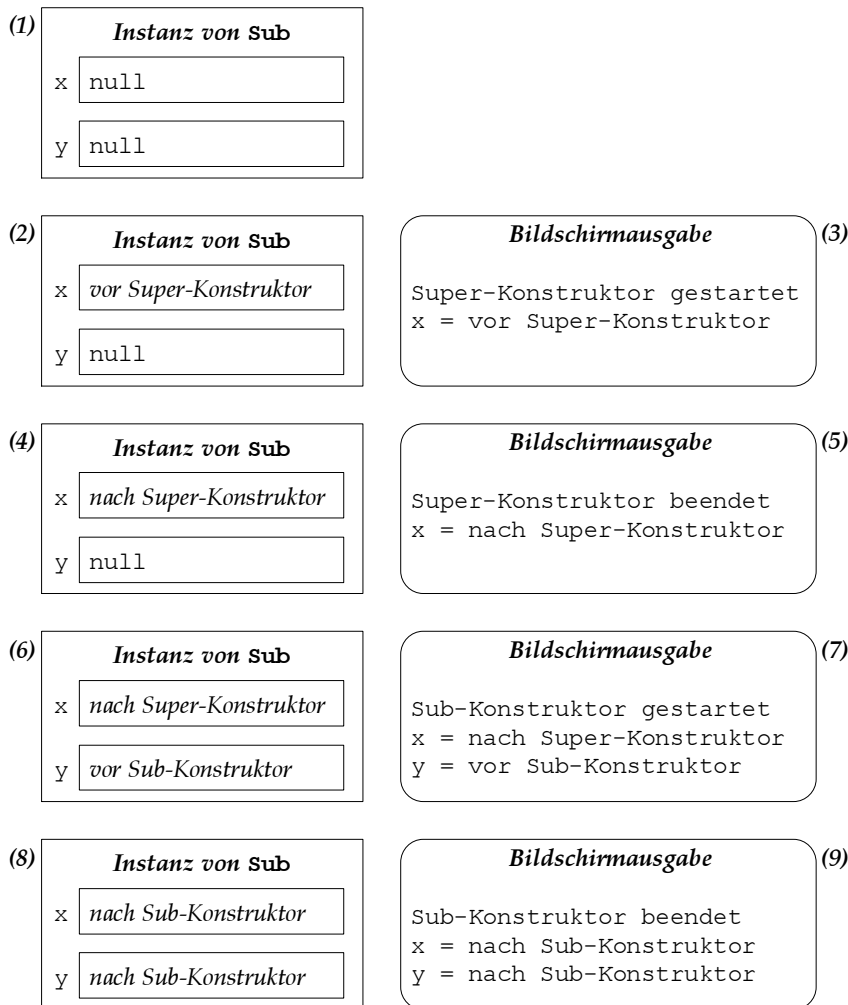 (1)
Instanz von Sub
x null
y null
(2)
Instanz von Sub
x vor Super-Konstruktor
y null
Bildschirmausgabe
(3)
Super-Konstruktor gestartet
x = vor Super-Konstruktor
(4)
Instanz von Sub
x nach Super-Konstruktor
y null
Bildschirmausgabe
(5)
Super-Konstruktor beendet
x = nach Super-Konstruktor
(6)
Instanz von Sub
x nach Super-Konstruktor
y vor Sub-Konstruktor
Bildschirmausgabe
(7)
Sub-Konstruktor gestartet
x = nach Super-Konstruktor
y = vor Sub-Konstruktor
(8)
Instanz von Sub
x nach Sub-Konstruktor
y nach Sub-Konstruktor
Bildschirmausgabe
(9)
Sub-Konstruktor beendet
x = nach Sub-Konstruktor
y = nach Sub-Konstruktor